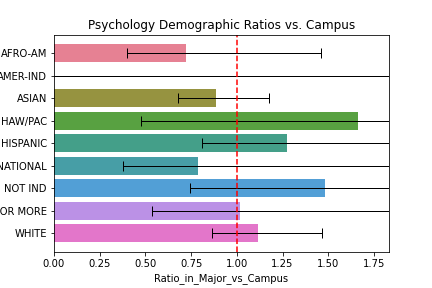 Psychology Demographic Ratios vs. Campus
AFRO-AM
AMER-IND
ASIAN
HAW/PAC
HISPANIC
NATIONAL
NOT IND
OR MORE
WHITE
0.00 0.25 0.50 0.75 1.00 1.25 1.50 1.75
Ratio_in_Major_vs_Campus